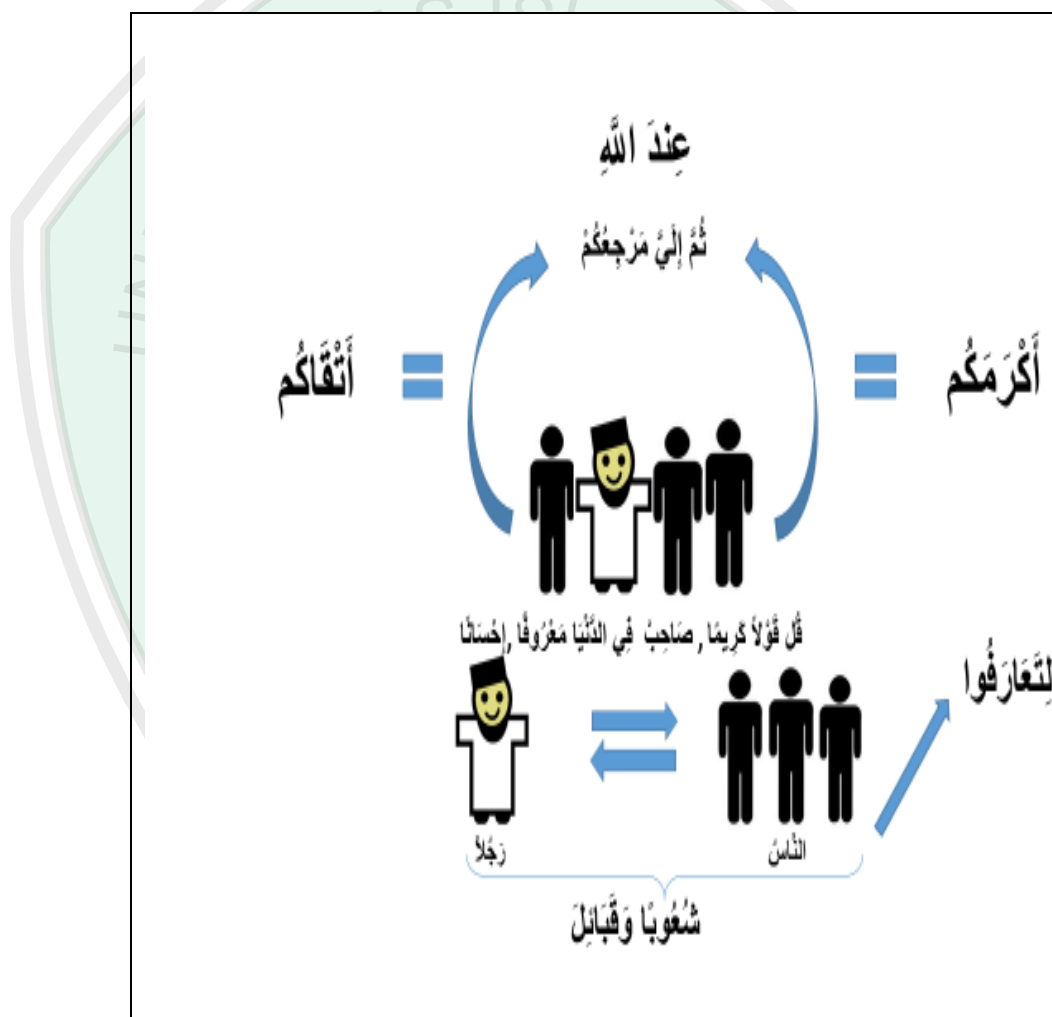 عِندَ اللَّهِ
ثُمَّ إِلَيَّ مَرْجِعُكُمْ
أَكْرَمَكُم = = أَتْقَاكُم
قُل قَوْلاً كَرِيمًا , صَاحِبْ فِي الدُّنْيَا مَعْرُوفًا ,إِحْسَانًا
لِتَعَارَفُوا
النَّاسُ
رَجُلاً
شُعُوبًا وَقَبَائِلَ